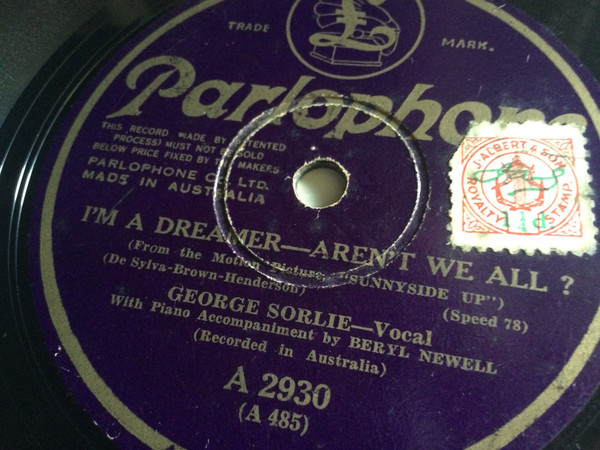 TRADE MARK.
£
Parlophone
THIS RECORD MADE BY PATENTED
PROCESS) MUST NOT BE SOLD
BELOW PRICE FIXED BY THE MAKERS
PARLOPHONE CO LTD.
MADE IN AUSTRALIA
J. ALBERT & SON
ROYALTY STAMP
1½d.
I'M A DREAMER—AREN'T WE ALL ?
(From the Motion Picture, "SUNNYSIDE UP")
(De Sylva-Brown-Henderson)
(Speed 78)
GEORGE SORLIE—Vocal
With Piano Accompaniment by BERYL NEWELL
(Recorded in Australia)
A 2930
(A 485)